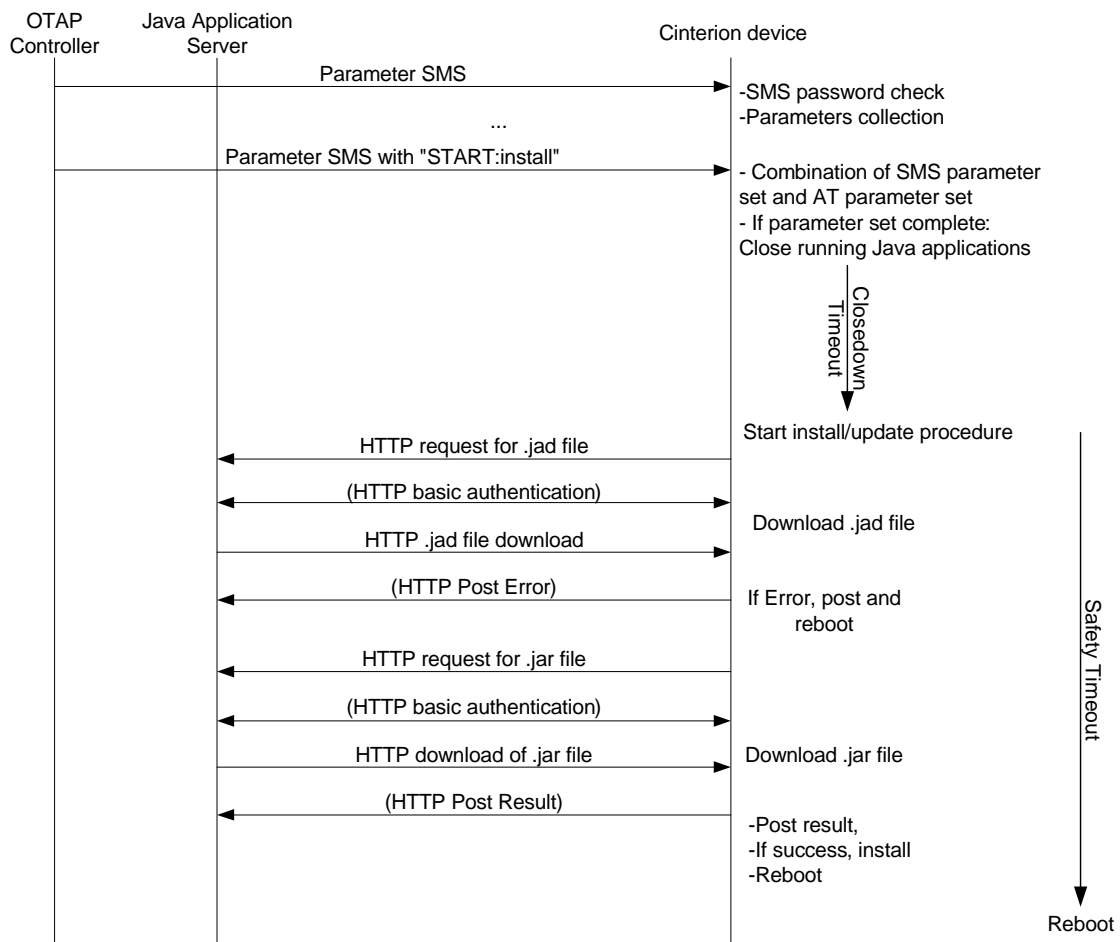 OTAP
Controller
Java Application
Server
Cinterion device
Parameter SMS
-SMS password check
-Parameters collection
...
Parameter SMS with "START:install"
- Combination of SMS parameter
set and AT parameter set
- If parameter set complete:
Close running Java applications
Closedown
Timeout
Start install/update procedure
HTTP request for .jad file
(HTTP basic authentication)
Download .jad file
HTTP .jad file download
(HTTP Post Error)
If Error, post and
reboot
Safety Timeout
HTTP request for .jar file
(HTTP basic authentication)
HTTP download of .jar file
Download .jar file
(HTTP Post Result)
-Post result,
-If success, install
-Reboot
Reboot